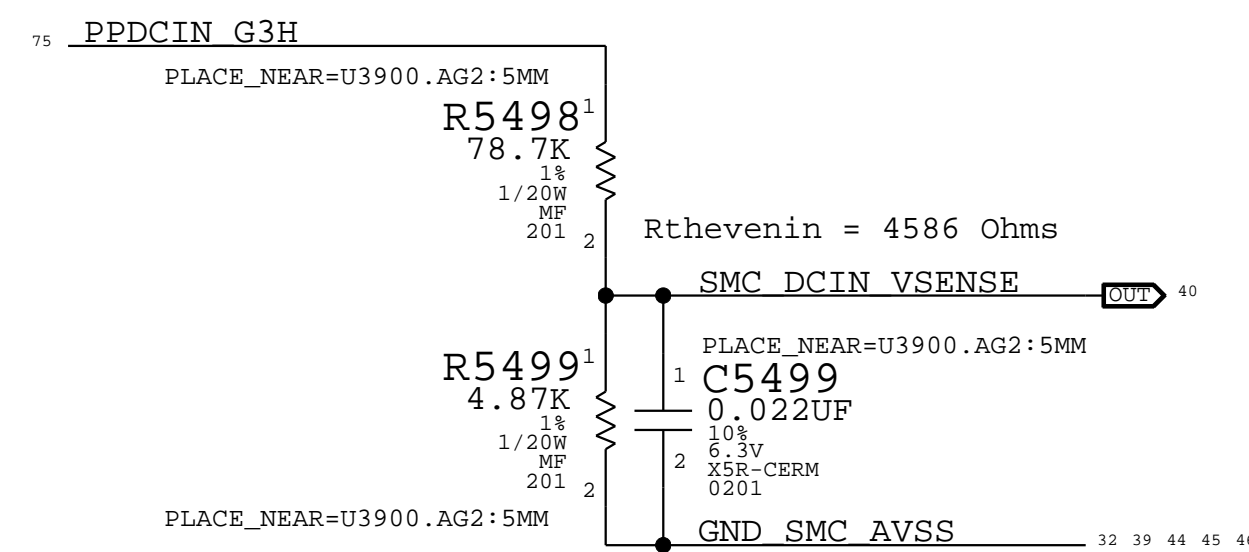 75 PPDCIN_G3H
PLACE_NEAR=U3900.AG2:5MM
R5498 1
78.7K
1%
1/20W
MF
201 2
Rthevenin = 4586 Ohms
SMC_DCIN_VSENSE OUT 40
PLACE_NEAR=U3900.AG2:5MM
R5499 1
4.87K
1%
1/20W
MF
201 2
1 C5499
0.022UF
10%
6.3V
2 X5R-CERM
0201
PLACE_NEAR=U3900.AG2:5MM
GND_SMC_AVSS 32 39 44 45 46